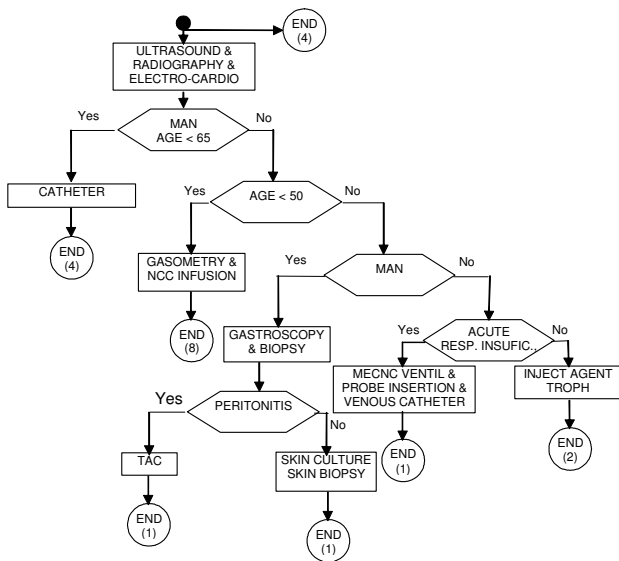 END
(4)
ULTRASOUND &
RADIOGRAPHY &
ELECTRO-CARDIO
Yes
MAN
AGE < 65
No
CATHETER
END
(4)
Yes
AGE < 50
No
GASOMETRY &
NCC INFUSION
END
(8)
Yes
MAN
No
GASTROSCOPY
& BIOPSY
Yes
ACUTE
RESP. INSUFIC..
No
MECNC VENTIL &
PROBE INSERTION &
VENOUS CATHETER
INJECT AGENT
TROPH
END
(1)
END
(2)
Yes
PERITONITIS
No
TAC
END
(1)
SKIN CULTURE
SKIN BIOPSY
END
(1)